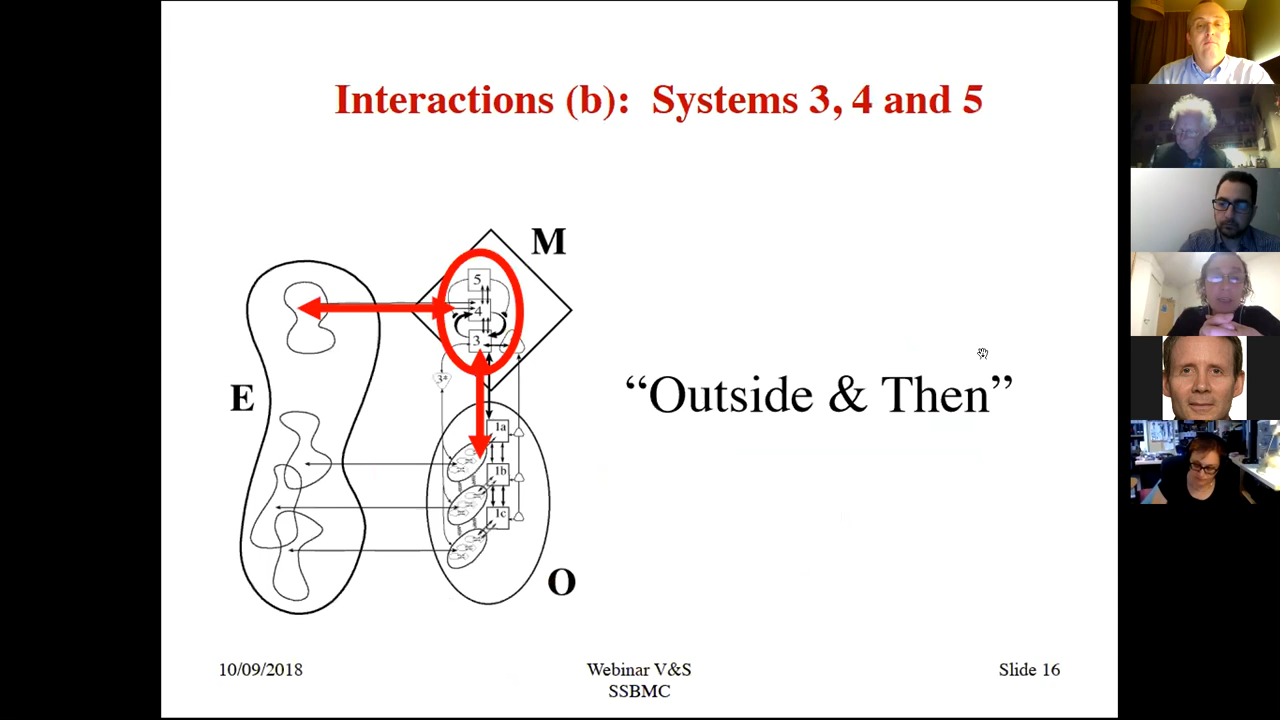 Interactions (b):  Systems 3, 4 and 5
M
5
4
3
3*
E
“Outside & Then”
1a
1b
1c
O
10/09/2018
Webinar V&S
SSBMC
Slide 16